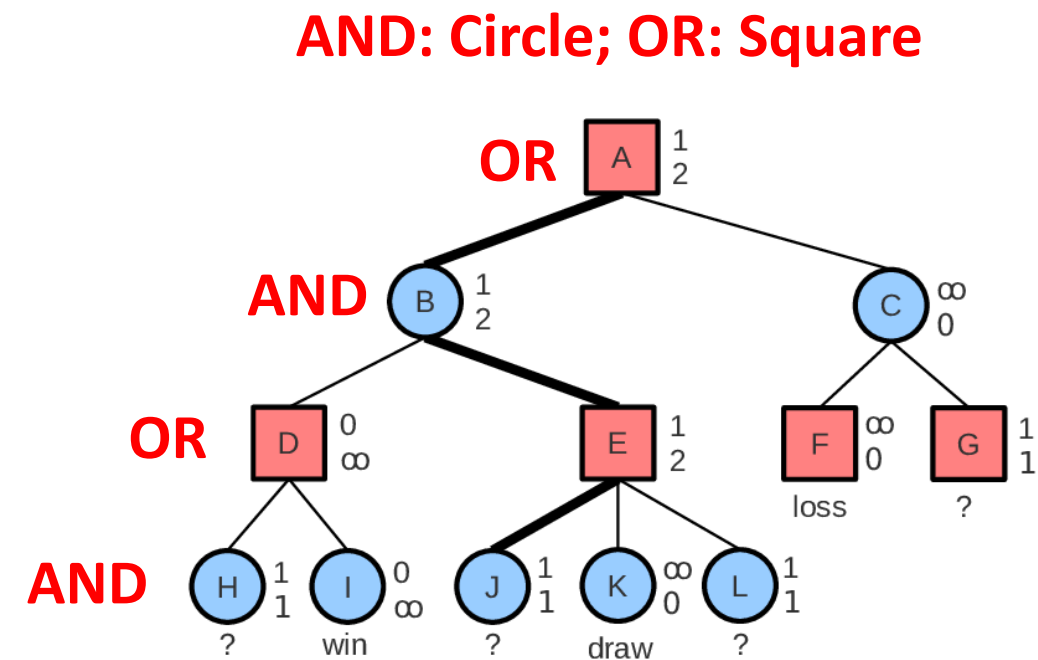 AND: Circle; OR: Square
OR A 1
2
AND B 1
2
C ∞
0
OR D 0
∞
E 1
2
F ∞
0
G 1
1
loss
?
AND H 1
1
I 0
∞
J 1
1
K ∞
0
L 1
1
?
win
?
draw
?